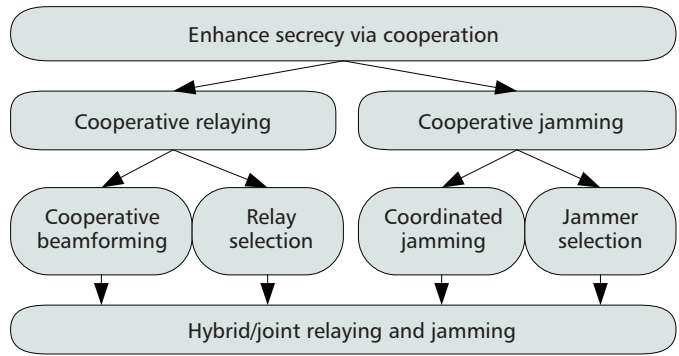 Enhance secrecy via cooperation
Cooperative relaying
Cooperative jamming
Cooperative
beamforming
Relay
selection
Coordinated
jamming
Jammer
selection
Hybrid/joint relaying and jamming